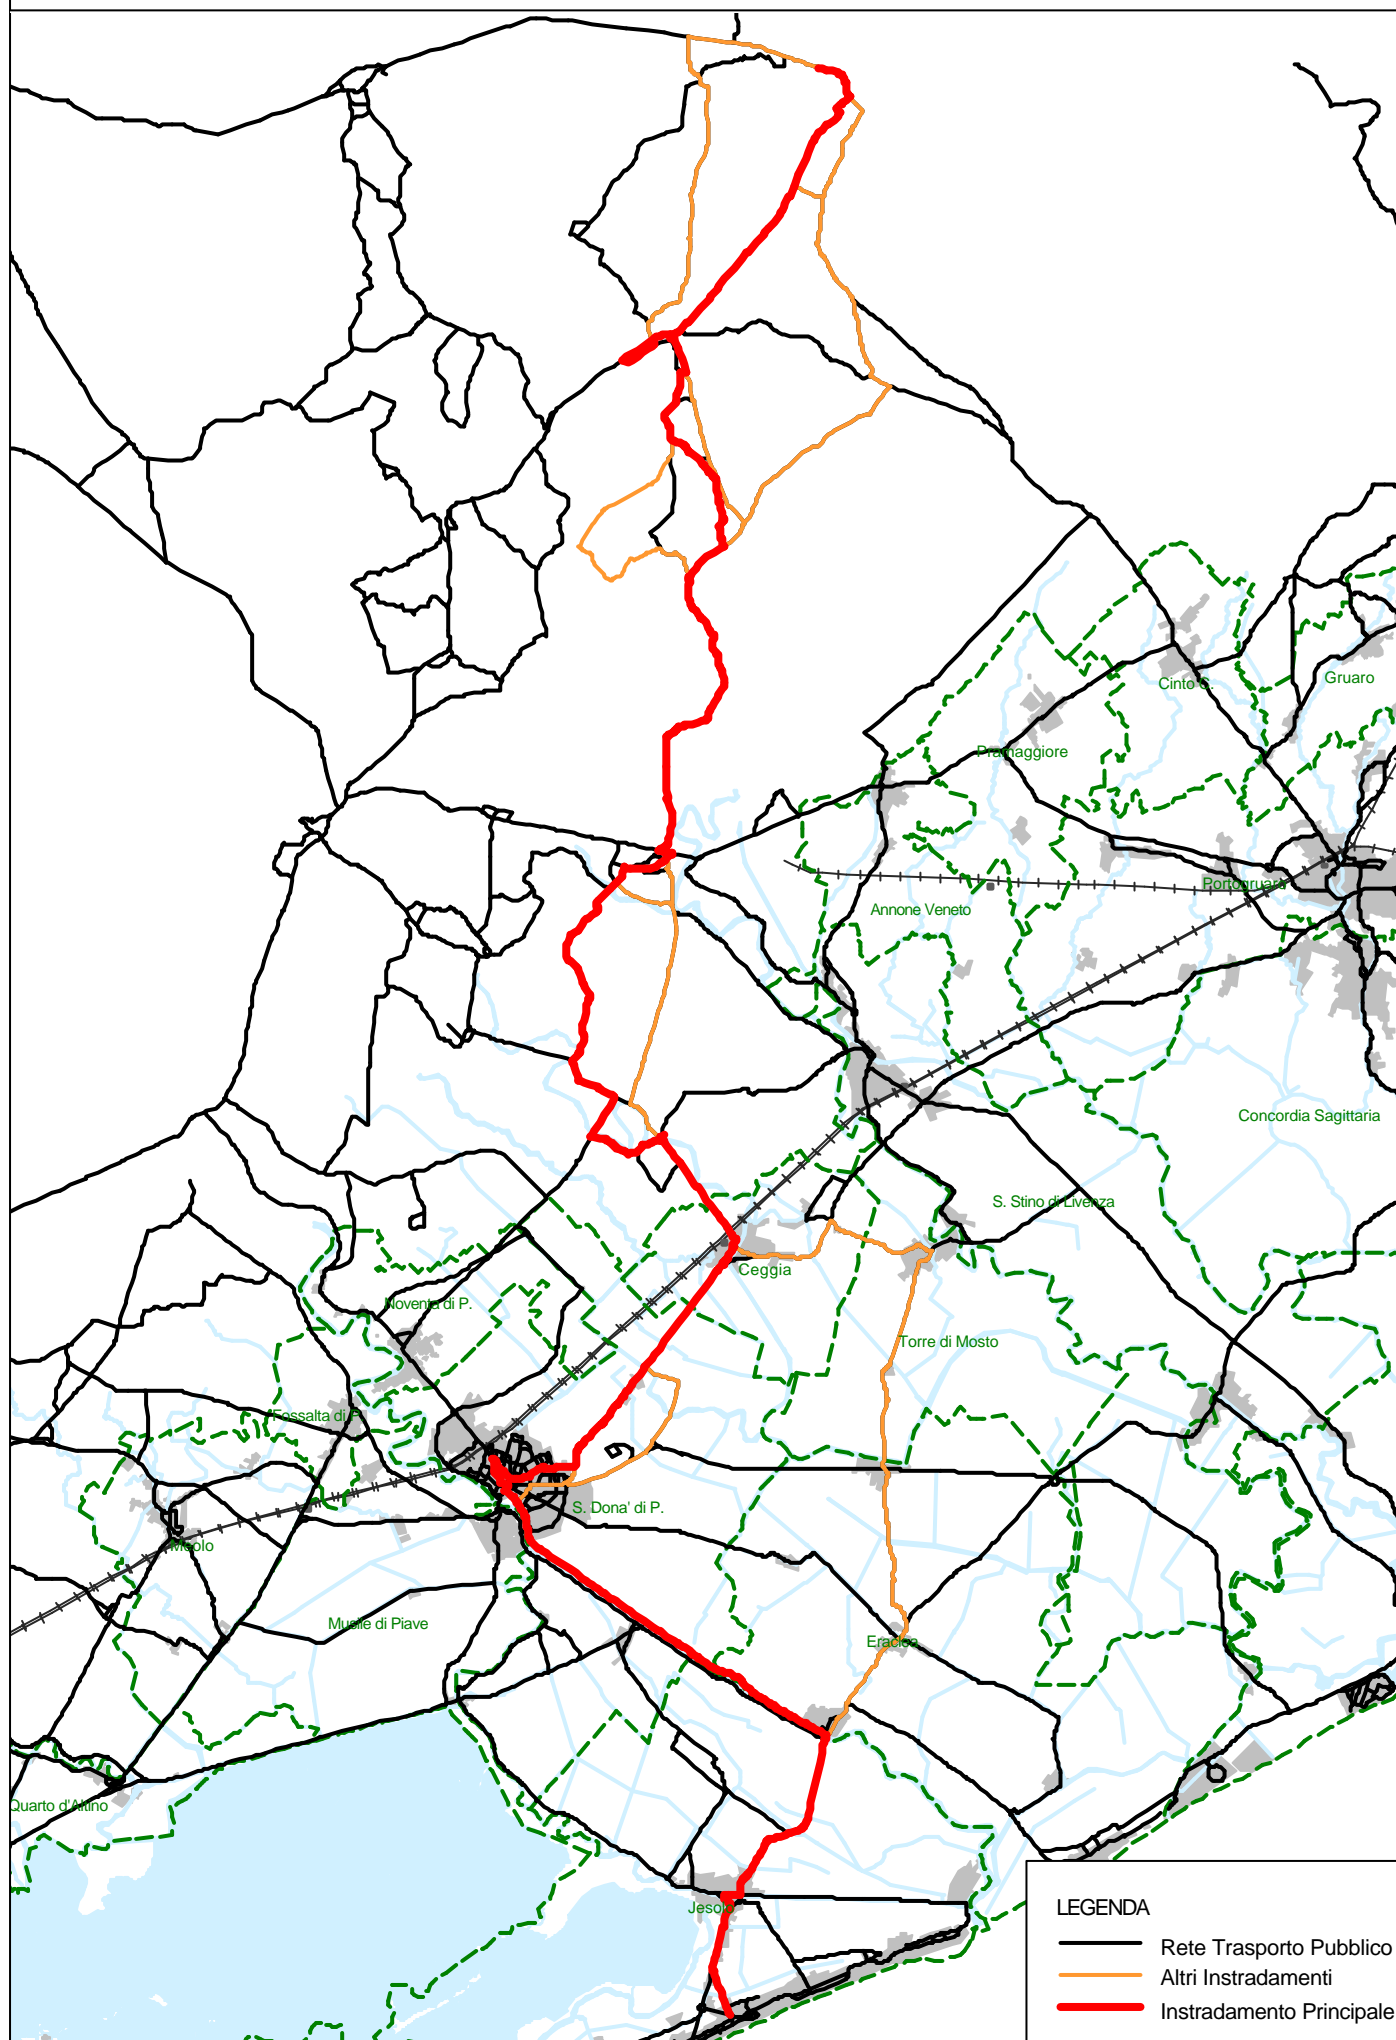 Cinto C.
Gruaro
Pramaggiore
Portogruaro
Annone Veneto
Concordia Sagittaria
S. Stino di Livenza
Ceggia
Noventa di P.
Torre di Mosto
Fossalta di P.
S. Dona' di P.
Meolo
Musile di Piave
Eraclea
Quarto d'Altino
Jesolo
LEGENDA
Rete Trasporto Pubblico
Altri Instradamenti
Instradamento Principale